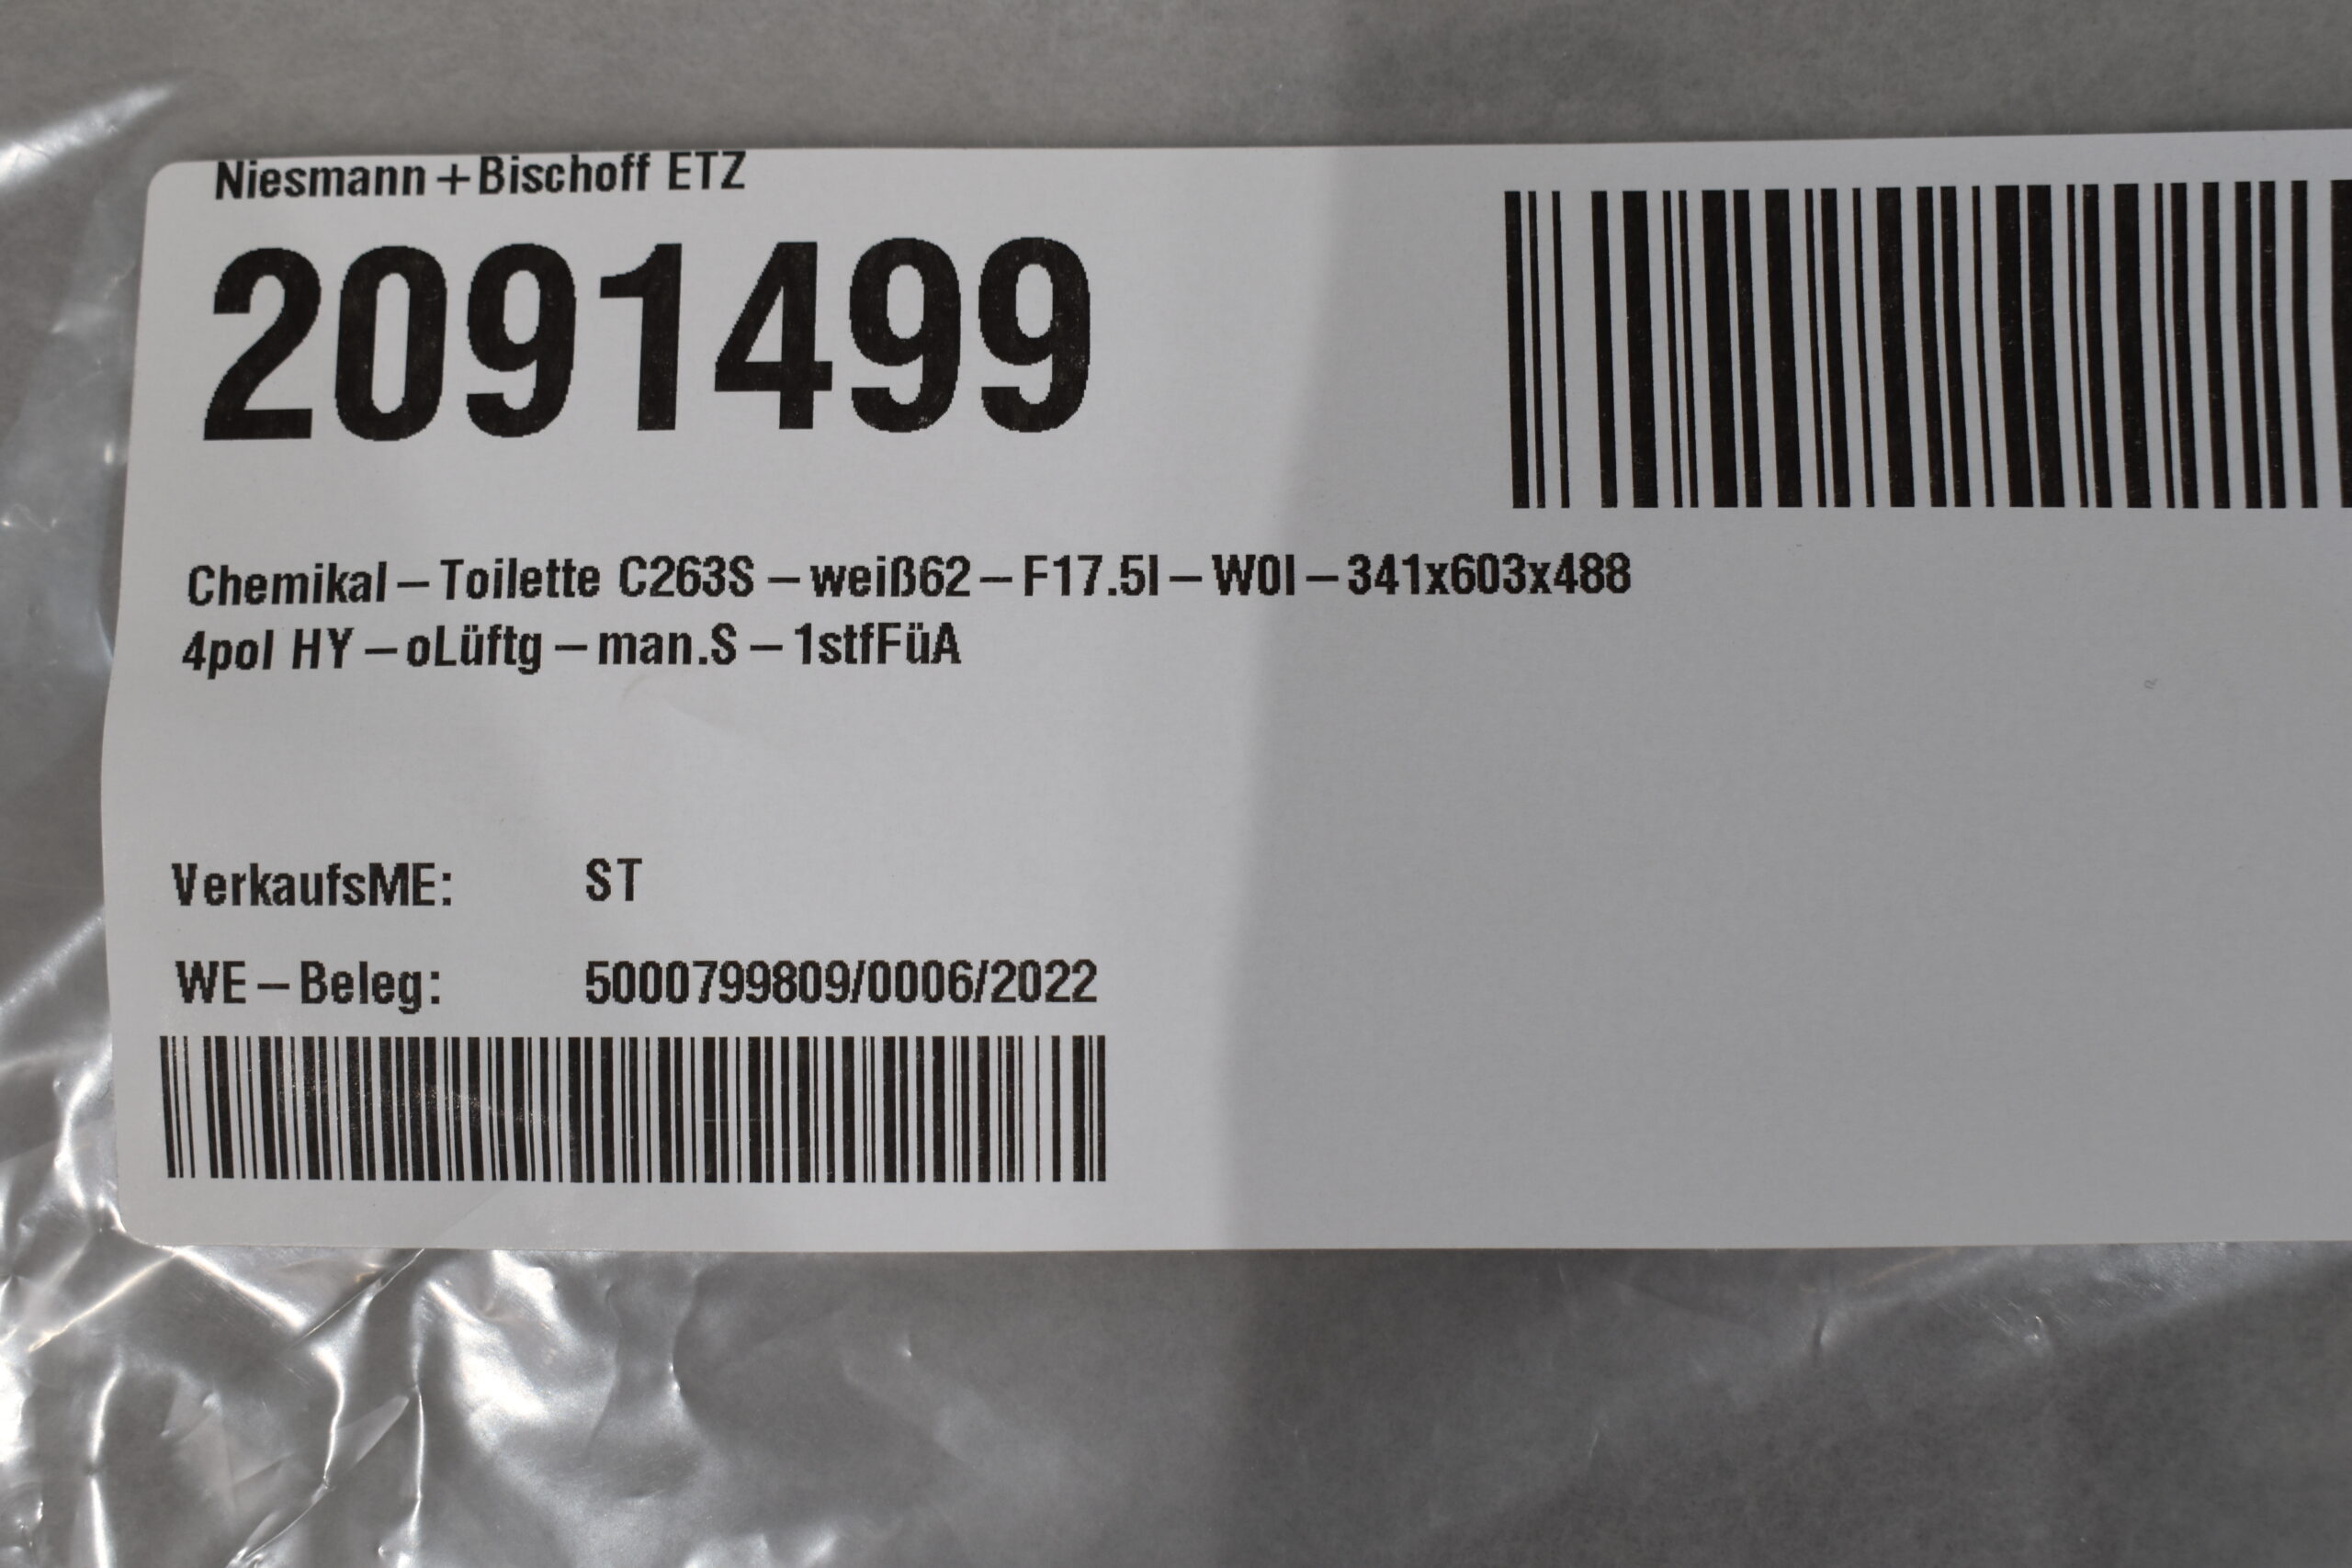 Niesmann+Bischoff ETZ
2091499
Chemikal-Toilette C263S-weiß62-F17.5l-W0l-341x603x488
4pol HY-oLüftg-man.S-1stfFüA
VerkaufsME: ST
WE-Beleg: 5000799809/0006/2022